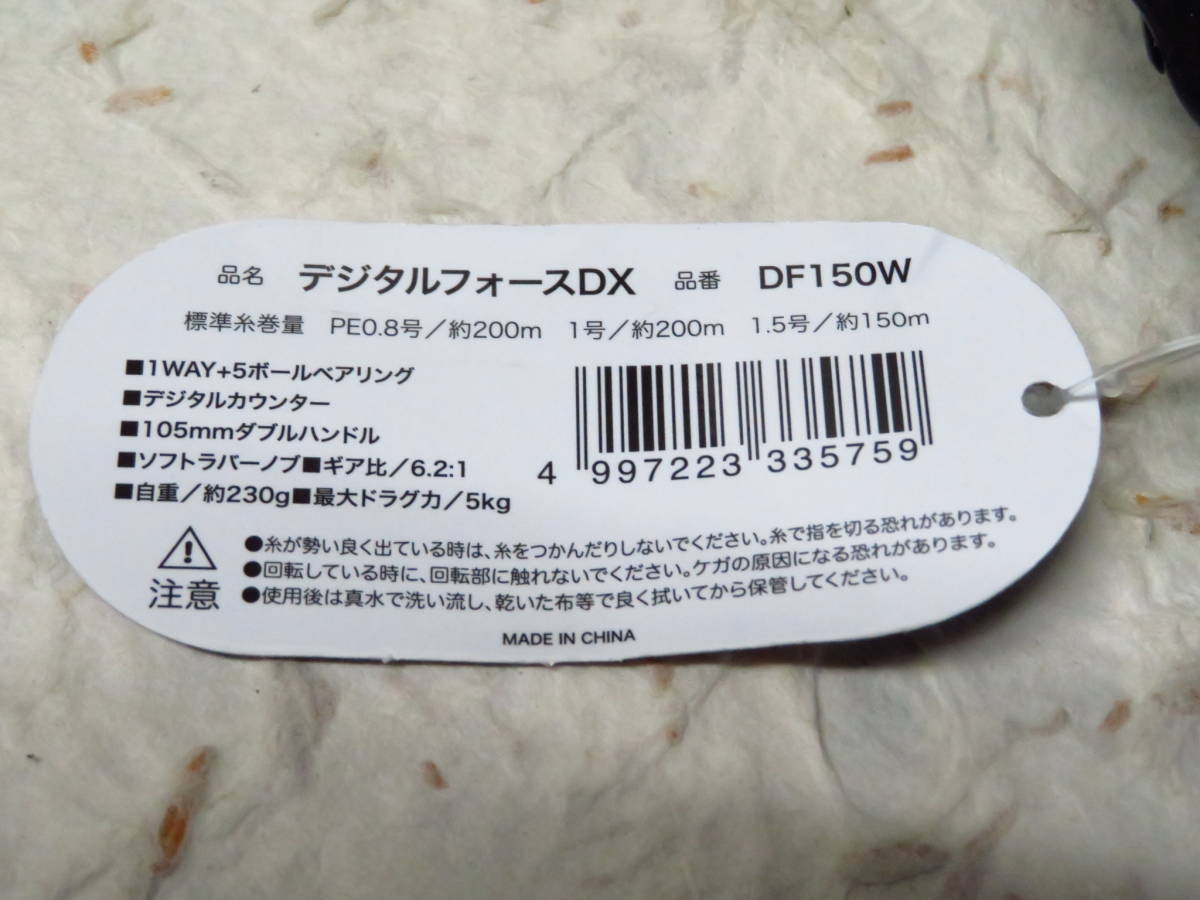 品名 デジタルフォースDX 品番 DF150W
標準糸巻量 PE0.8号/約200m 1号/約200m 1.5号/約150m
■1WAY+5ボールベアリング
■デジタルカウンター
■105mmダブルハンドル
■ソフトラバーノブ■ギア比/6.2:1
■自重/約230g■最大ドラグ力/5kg
4 997223 335759
注意
●糸が勢い良く出ている時は、糸をつかんだりしないでください。糸で指を切る恐れがあります。
●回転している時に、回転部に触れないでください。ケガの原因になる恐れがあります。
●使用後は真水で洗い流し、乾いた布等で良く拭いてから保管してください。
MADE IN CHINA